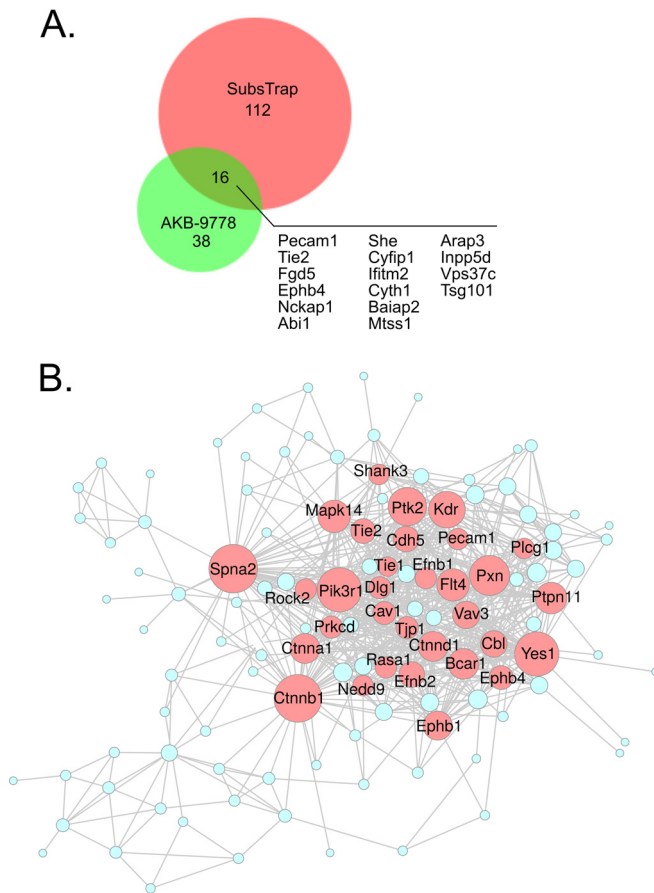 A.
SubsTrap
112
16
AKB-9778
38
Pecam1 She Arap3
Tie2 Cyfip1 Inpp5d
Fgd5 Ifitm2 Vps37c
Ephb4 Cyth1 Tsg101
Nckap1 Baiap2
Abi1 Mtss1
B.
Shank3
Mapk14 Ptk2 Kdr
Tie2 Cdh5 Pecam1
Plcg1
Spna2 Tie1 Efnb1 Pxn
Rock2 Pik3r1 Dlg1 Flt4 Ptpn11
Cav1 Vav3
Prkcd Tjp1
Ctnna1 Ctnnd1 Cbl Yes1
Rasa1 Bcar1
Ctnnb1 Nedd9 Efnb2 Ephb4
Ephb1